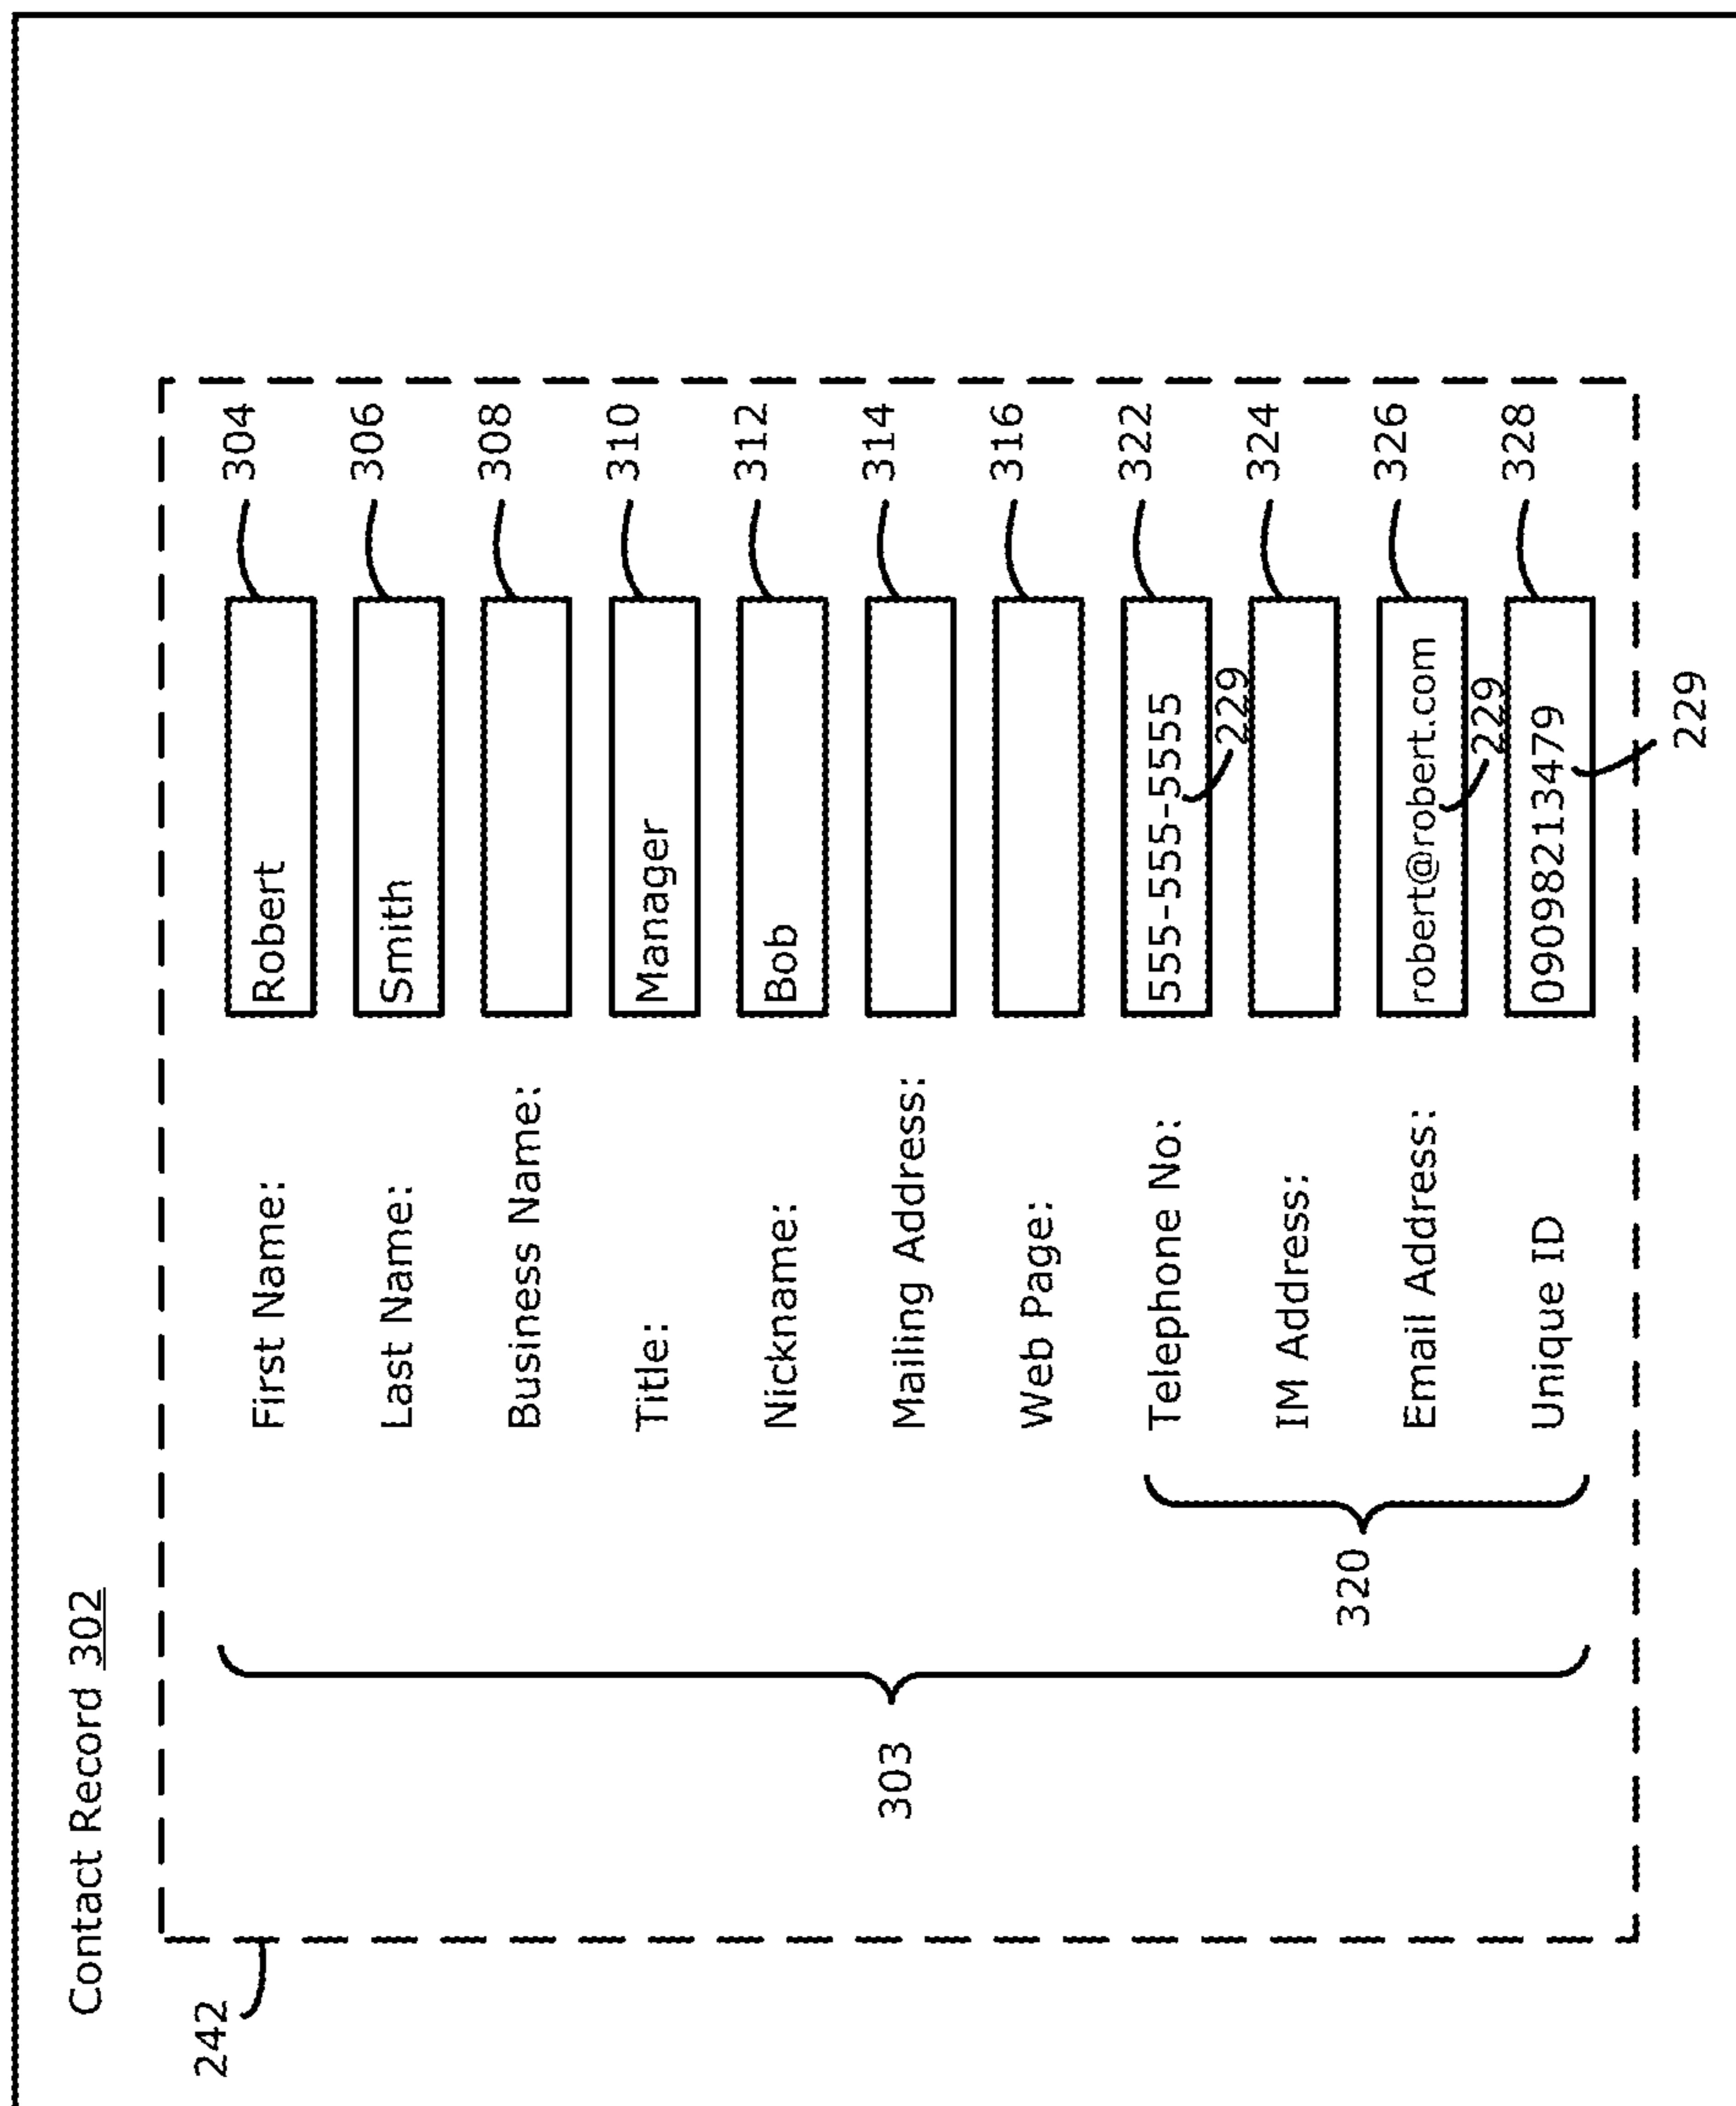 Contact Record 302
242
First Name: Robert 304
Last Name: Smith 306
Business Name: 308
Title: Manager 310
Nickname: Bob 312
303
Mailing Address: 314
Web Page: 316
Telephone No: 555-555-5555 322
229
IM Address: 324
320
Email Address: robert@robert.com 326
229
Unique ID 09098213479 328
229